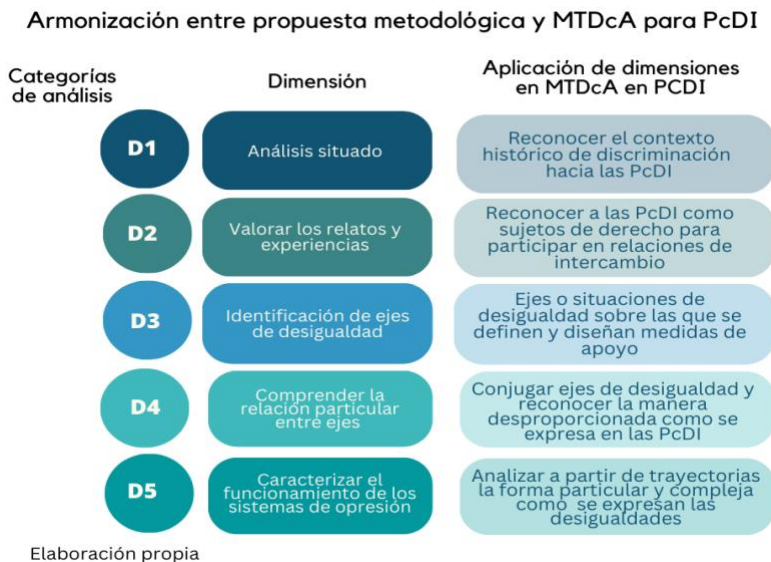 Armonización entre propuesta metodológica y MTDcA para PcDI
Categorías
de análisis
Dimensión
Aplicación de dimensiones
en MTDcA en PCDI
D1
Análisis situado
Reconocer el contexto
histórico de discriminación
hacia las PcDI
D2
Valorar los relatos y
experiencias
Reconocer a las PcDI como
sujetos de derecho para
participar en relaciones de
intercambio
D3
Identificación de ejes
de desigualdad
Ejes o situaciones de
desigualdad sobre las que se
definen y diseñan medidas de
apoyo
D4
Comprender la
relación particular
entre ejes
Conjugar ejes de desigualdad y
reconocer la manera
desproporcionada como se
expresa en las PcDI
D5
Caracterizar el
funcionamiento de los
sistemas de opresión
Analizar a partir de trayectorias
la forma particular y compleja
como se expresan las
desigualdades
Elaboración propia